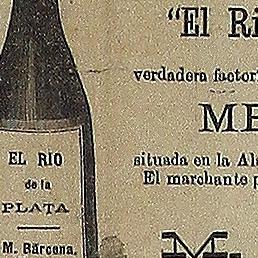 "El Ri
verdadera factor
ME
situada en la Al
El marchante p
M
EL RIO
de la
PLATA
M. Bárcena.